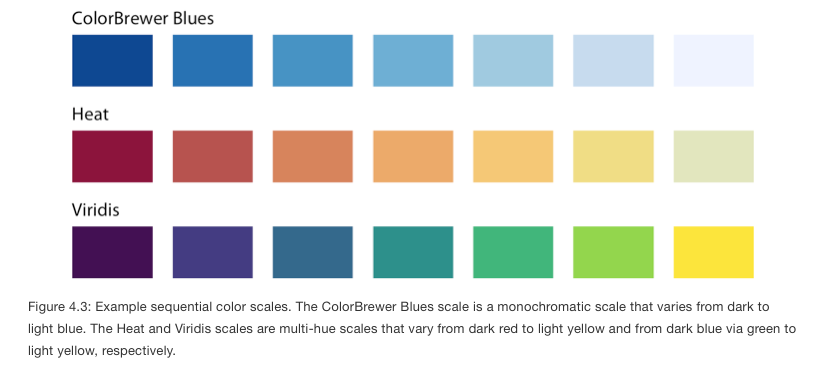 ColorBrewer Blues
Heat
Viridis
Figure 4.3: Example sequential color scales. The ColorBrewer Blues scale is a monochromatic scale that varies from dark to
light blue. The Heat and Viridis scales are multi-hue scales that vary from dark red to light yellow and from dark blue via green to
light yellow, respectively.